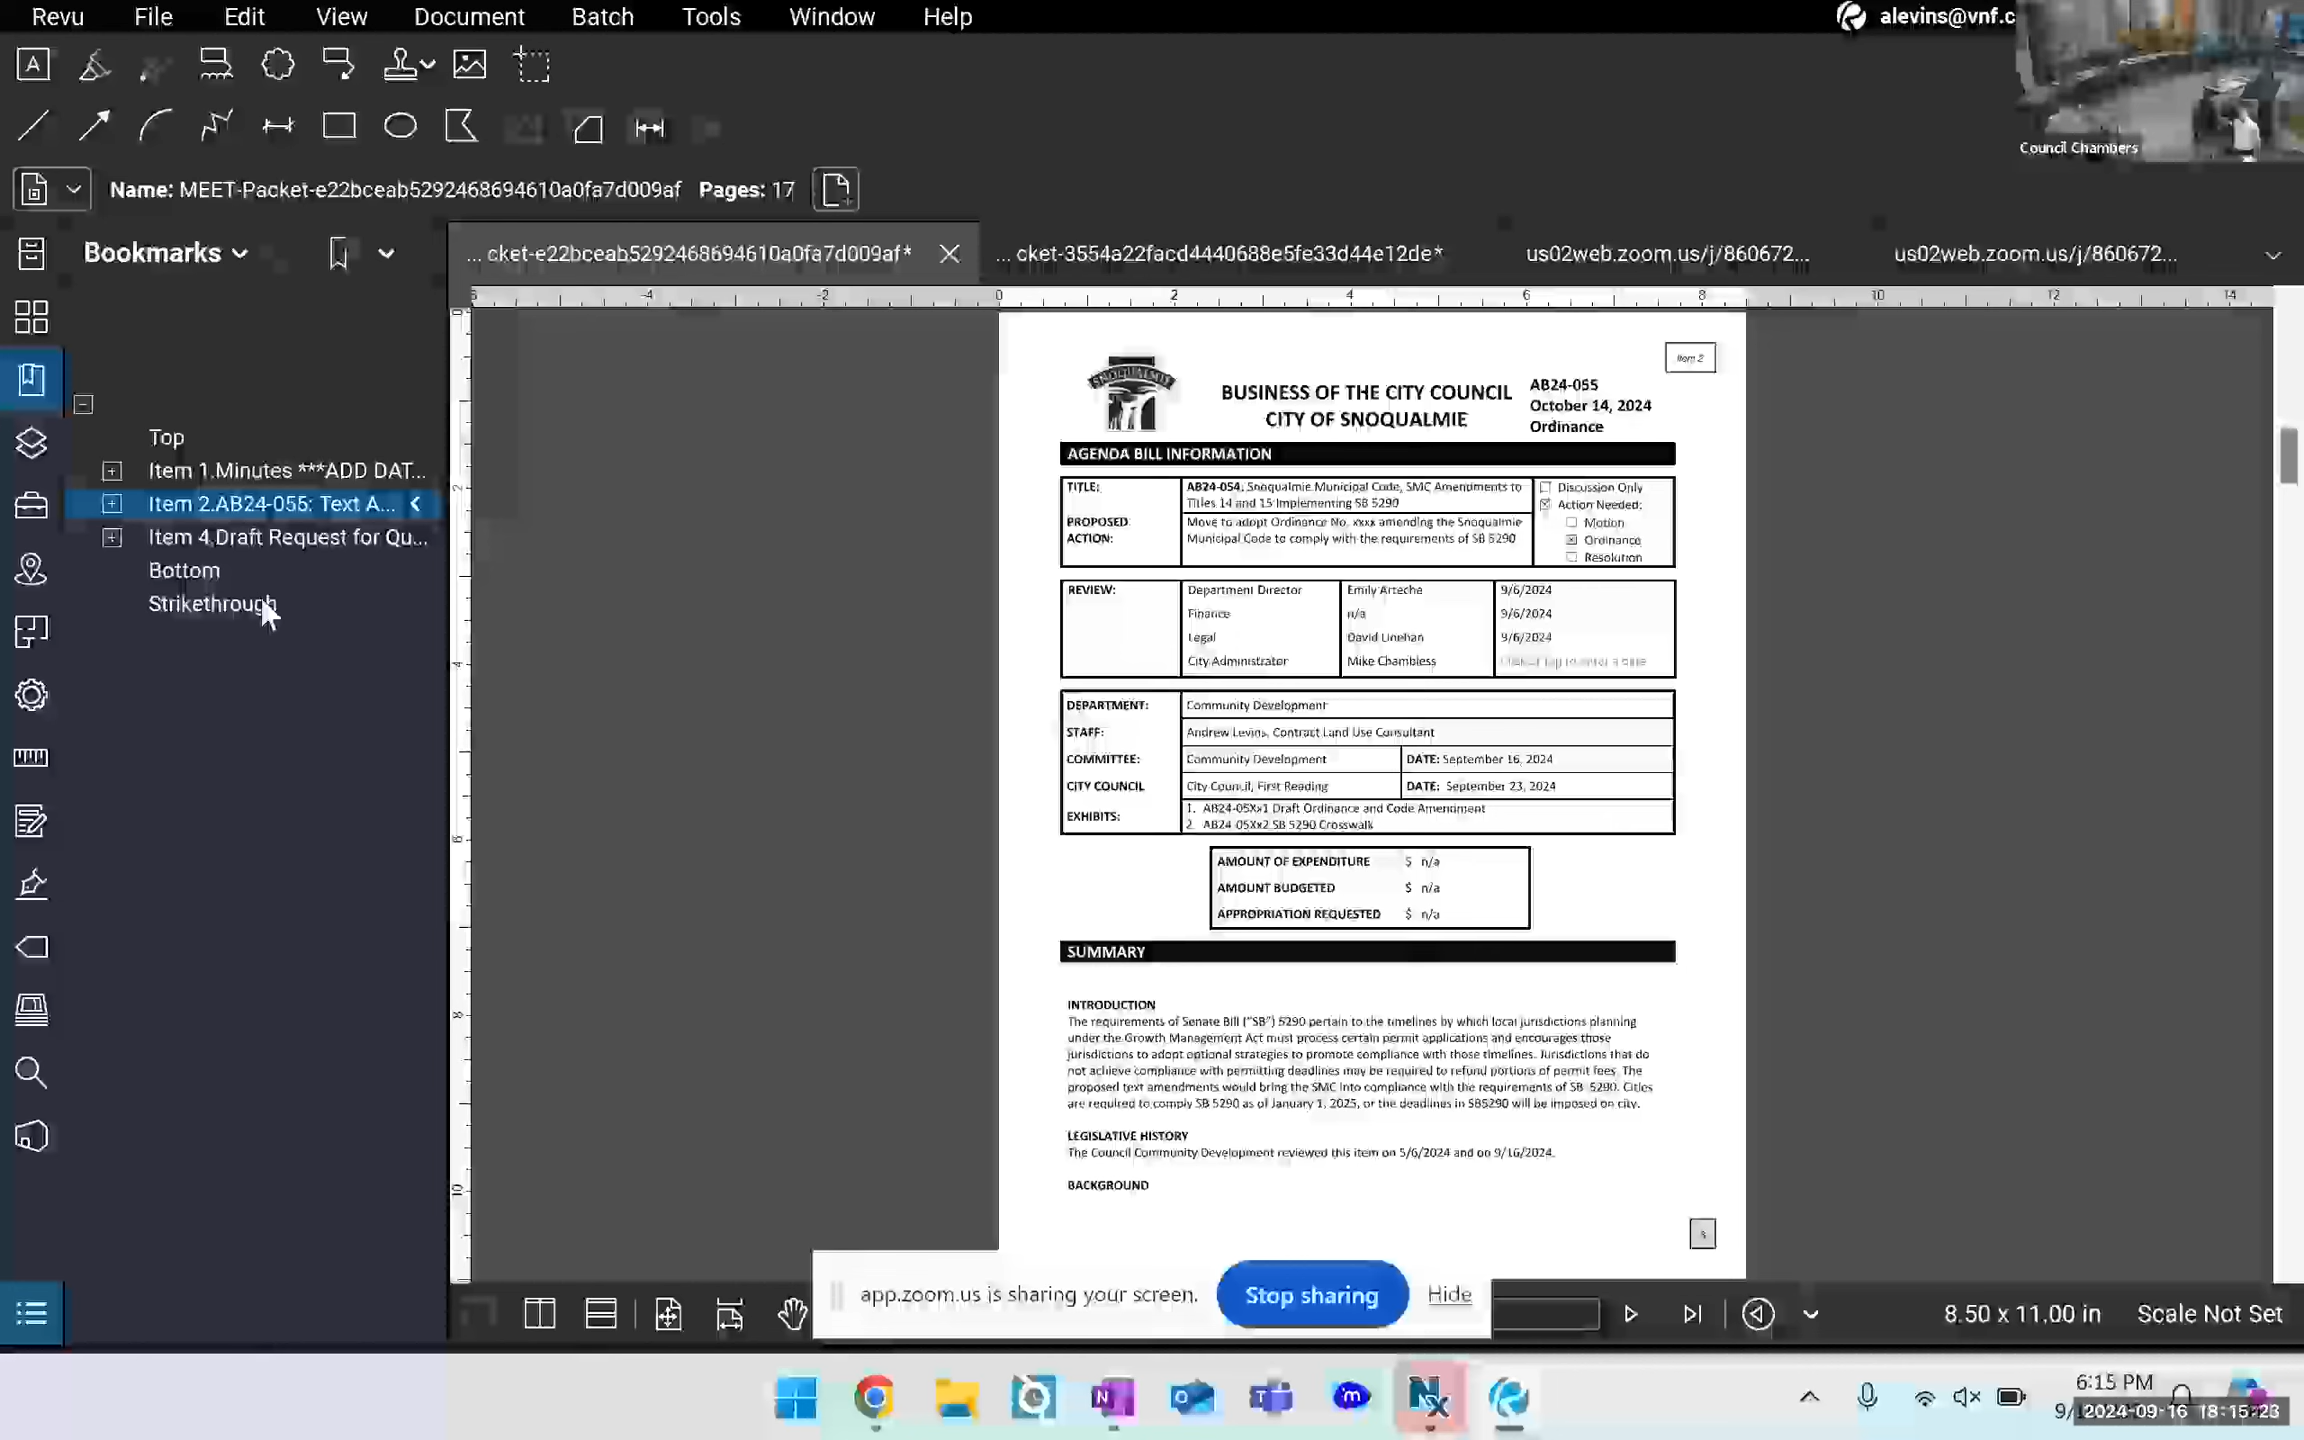 Revu File Edit View Document Batch Tools Window Help
alevins@vnf.c
Council Chambers
Name: MEET-Packet-e22bceab5292468694610a0fa7d009af Pages: 17
Bookmarks
... cket-e22bceab5292468694610a0fa7d009af*
... cket-3554a22facd4440688e5fe33d44e12de*
us02web.zoom.us/j/860672...
us02web.zoom.us/j/860672...
Top
Item 1.Minutes ***ADD DAT...
Item 2.AB24-055: Text A...
Item 4.Draft Request for Qu...
Bottom
Strikethrough
Item 2
SNOQUALMIE
BUSINESS OF THE CITY COUNCIL
CITY OF SNOQUALMIE
AB24-055
October 14, 2024
Ordinance
AGENDA BILL INFORMATION
TITLE: AB24-054: Snoqualmie Municipal Code, SMC Amendments to
Titles 14 and 15 Implementing SB 5290
PROPOSED ACTION: Move to adopt Ordinance No. xxxx amending the Snoqualmie
Municipal Code to comply with the requirements of SB 5290
Discussion Only
Action Needed:
Motion
Ordinance
Resolution
REVIEW: Department Director Emily Arteche 9/6/2024
Finance n/a 9/6/2024
Legal David Linehan 9/6/2024
City Administrator Mike Chambless
DEPARTMENT: Community Development
STAFF: Andrew Levins, Contract Land Use Consultant
COMMITTEE: Community Development DATE: September 16, 2024
CITY COUNCIL City Council, First Reading DATE: September 23, 2024
EXHIBITS: 1. AB24-05Xx1 Draft Ordinance and Code Amendment
2. AB24-05Xx2 SB 5290 Crosswalk
AMOUNT OF EXPENDITURE $ n/a
AMOUNT BUDGETED $ n/a
APPROPRIATION REQUESTED $ n/a
SUMMARY
INTRODUCTION
The requirements of Senate Bill ("SB") 5290 pertain to the timelines by which local jurisdictions planning
under the Growth Management Act must process certain permit applications and encourages those
jurisdictions to adopt optional strategies to promote compliance with those timelines. Jurisdictions that do
not achieve compliance with permitting deadlines may be required to refund portions of permit fees. The
proposed text amendments would bring the SMC into compliance with the requirements of SB 5290. Cities
are required to comply SB 5290 as of January 1, 2025, or the deadlines in SB5290 will be imposed on city.
LEGISLATIVE HISTORY
The Council Community Development reviewed this item on 5/6/2024 and on 9/16/2024.
BACKGROUND
app.zoom.us is sharing your screen. Stop sharing Hide
8.50 x 11.00 in Scale Not Set
6:15 PM
2024-09-16 18:15:23